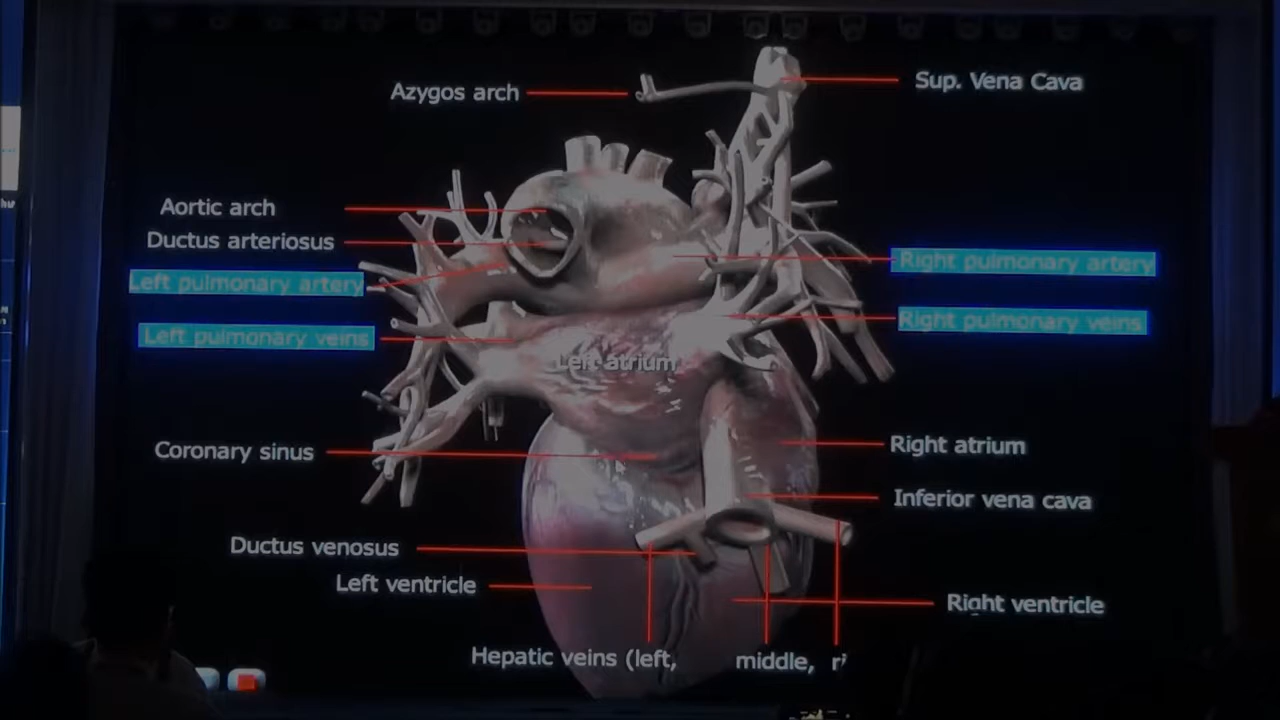 Azygos arch
Sup. Vena Cava
Aortic arch
Ductus arteriosus
Left pulmonary artery
Right pulmonary artery
Left pulmonary veins
Right pulmonary veins
Left atrium
Coronary sinus
Right atrium
Inferior vena cava
Ductus venosus
Left ventricle
Right ventricle
Hepatic veins (left, middle,